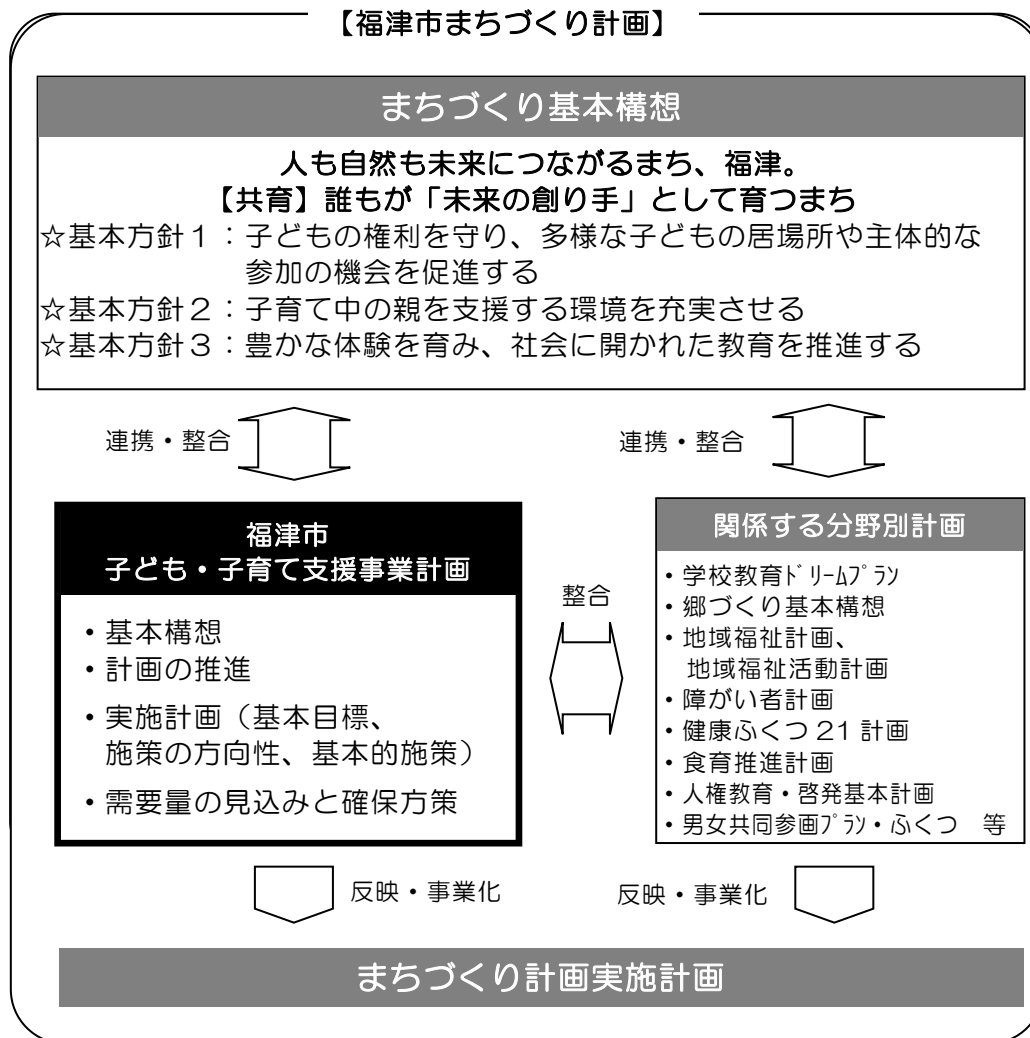 【福津市まちづくり計画】
まちづくり基本構想
人も自然も未来につながるまち、福津。
【共育】誰もが「未来の創り手」として育つまち
☆基本方針１：子どもの権利を守り、多様な子どもの居場所や主体的な
参加の機会を促進する
☆基本方針２：子育て中の親を支援する環境を充実させる
☆基本方針３：豊かな体験を育み、社会に開かれた教育を推進する
連携・整合
連携・整合
福津市
子ども・子育て支援事業計画
・基本構想
・計画の推進
・実施計画（基本目標、
施策の方向性、基本的施策）
・需要量の見込みと確保方策
整合
関係する分野別計画
・学校教育ﾄﾞﾘｰﾑﾌﾟﾗﾝ
・郷づくり基本構想
・地域福祉計画、
地域福祉活動計画
・障がい者計画
・健康ふくつ 21 計画
・食育推進計画
・人権教育・啓発基本計画
・男女共同参画ﾌﾟﾗﾝ・ふくつ　等
反映・事業化
反映・事業化
まちづくり計画実施計画